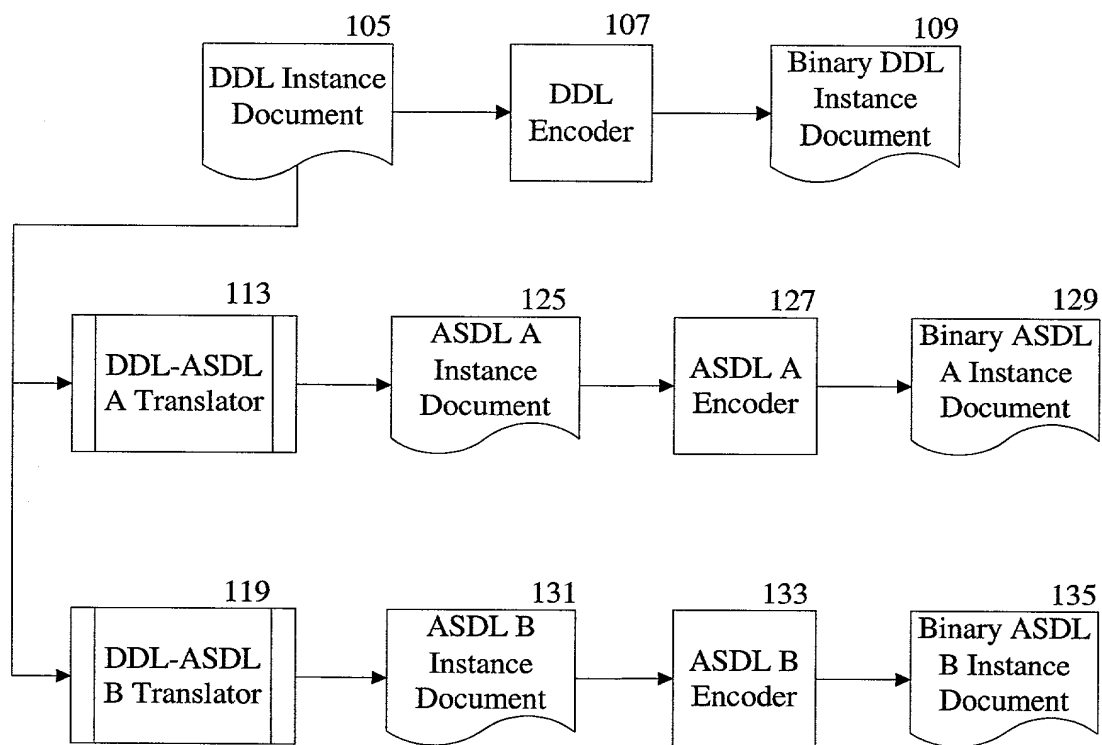 105
DDL Instance
Document
107
DDL
Encoder
109
Binary DDL
Instance
Document
113
DDL-ASDL
A Translator
125
ASDL A
Instance
Document
127
ASDL A
Encoder
129
Binary ASDL
A Instance
Document
119
DDL-ASDL
B Translator
131
ASDL B
Instance
Document
133
ASDL B
Encoder
135
Binary ASDL
B Instance
Document